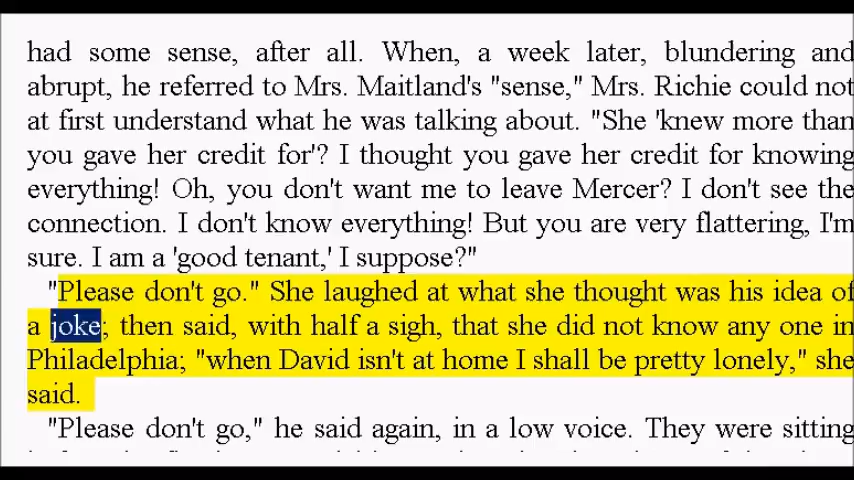 had some sense, after all. When, a week later, blundering and
abrupt, he referred to Mrs. Maitland's "sense," Mrs. Richie could not
at first understand what he was talking about. "She 'knew more than
you gave her credit for'? I thought you gave her credit for knowing
everything! Oh, you don't want me to leave Mercer? I don't see the
connection. I don't know everything! But you are very flattering, I'm
sure. I am a 'good tenant,' I suppose?"
"Please don't go." She laughed at what she thought was his idea of
a joke; then said, with half a sigh, that she did not know any one in
Philadelphia; "when David isn't at home I shall be pretty lonely," she
said.
"Please don't go," he said again, in a low voice. They were sitting